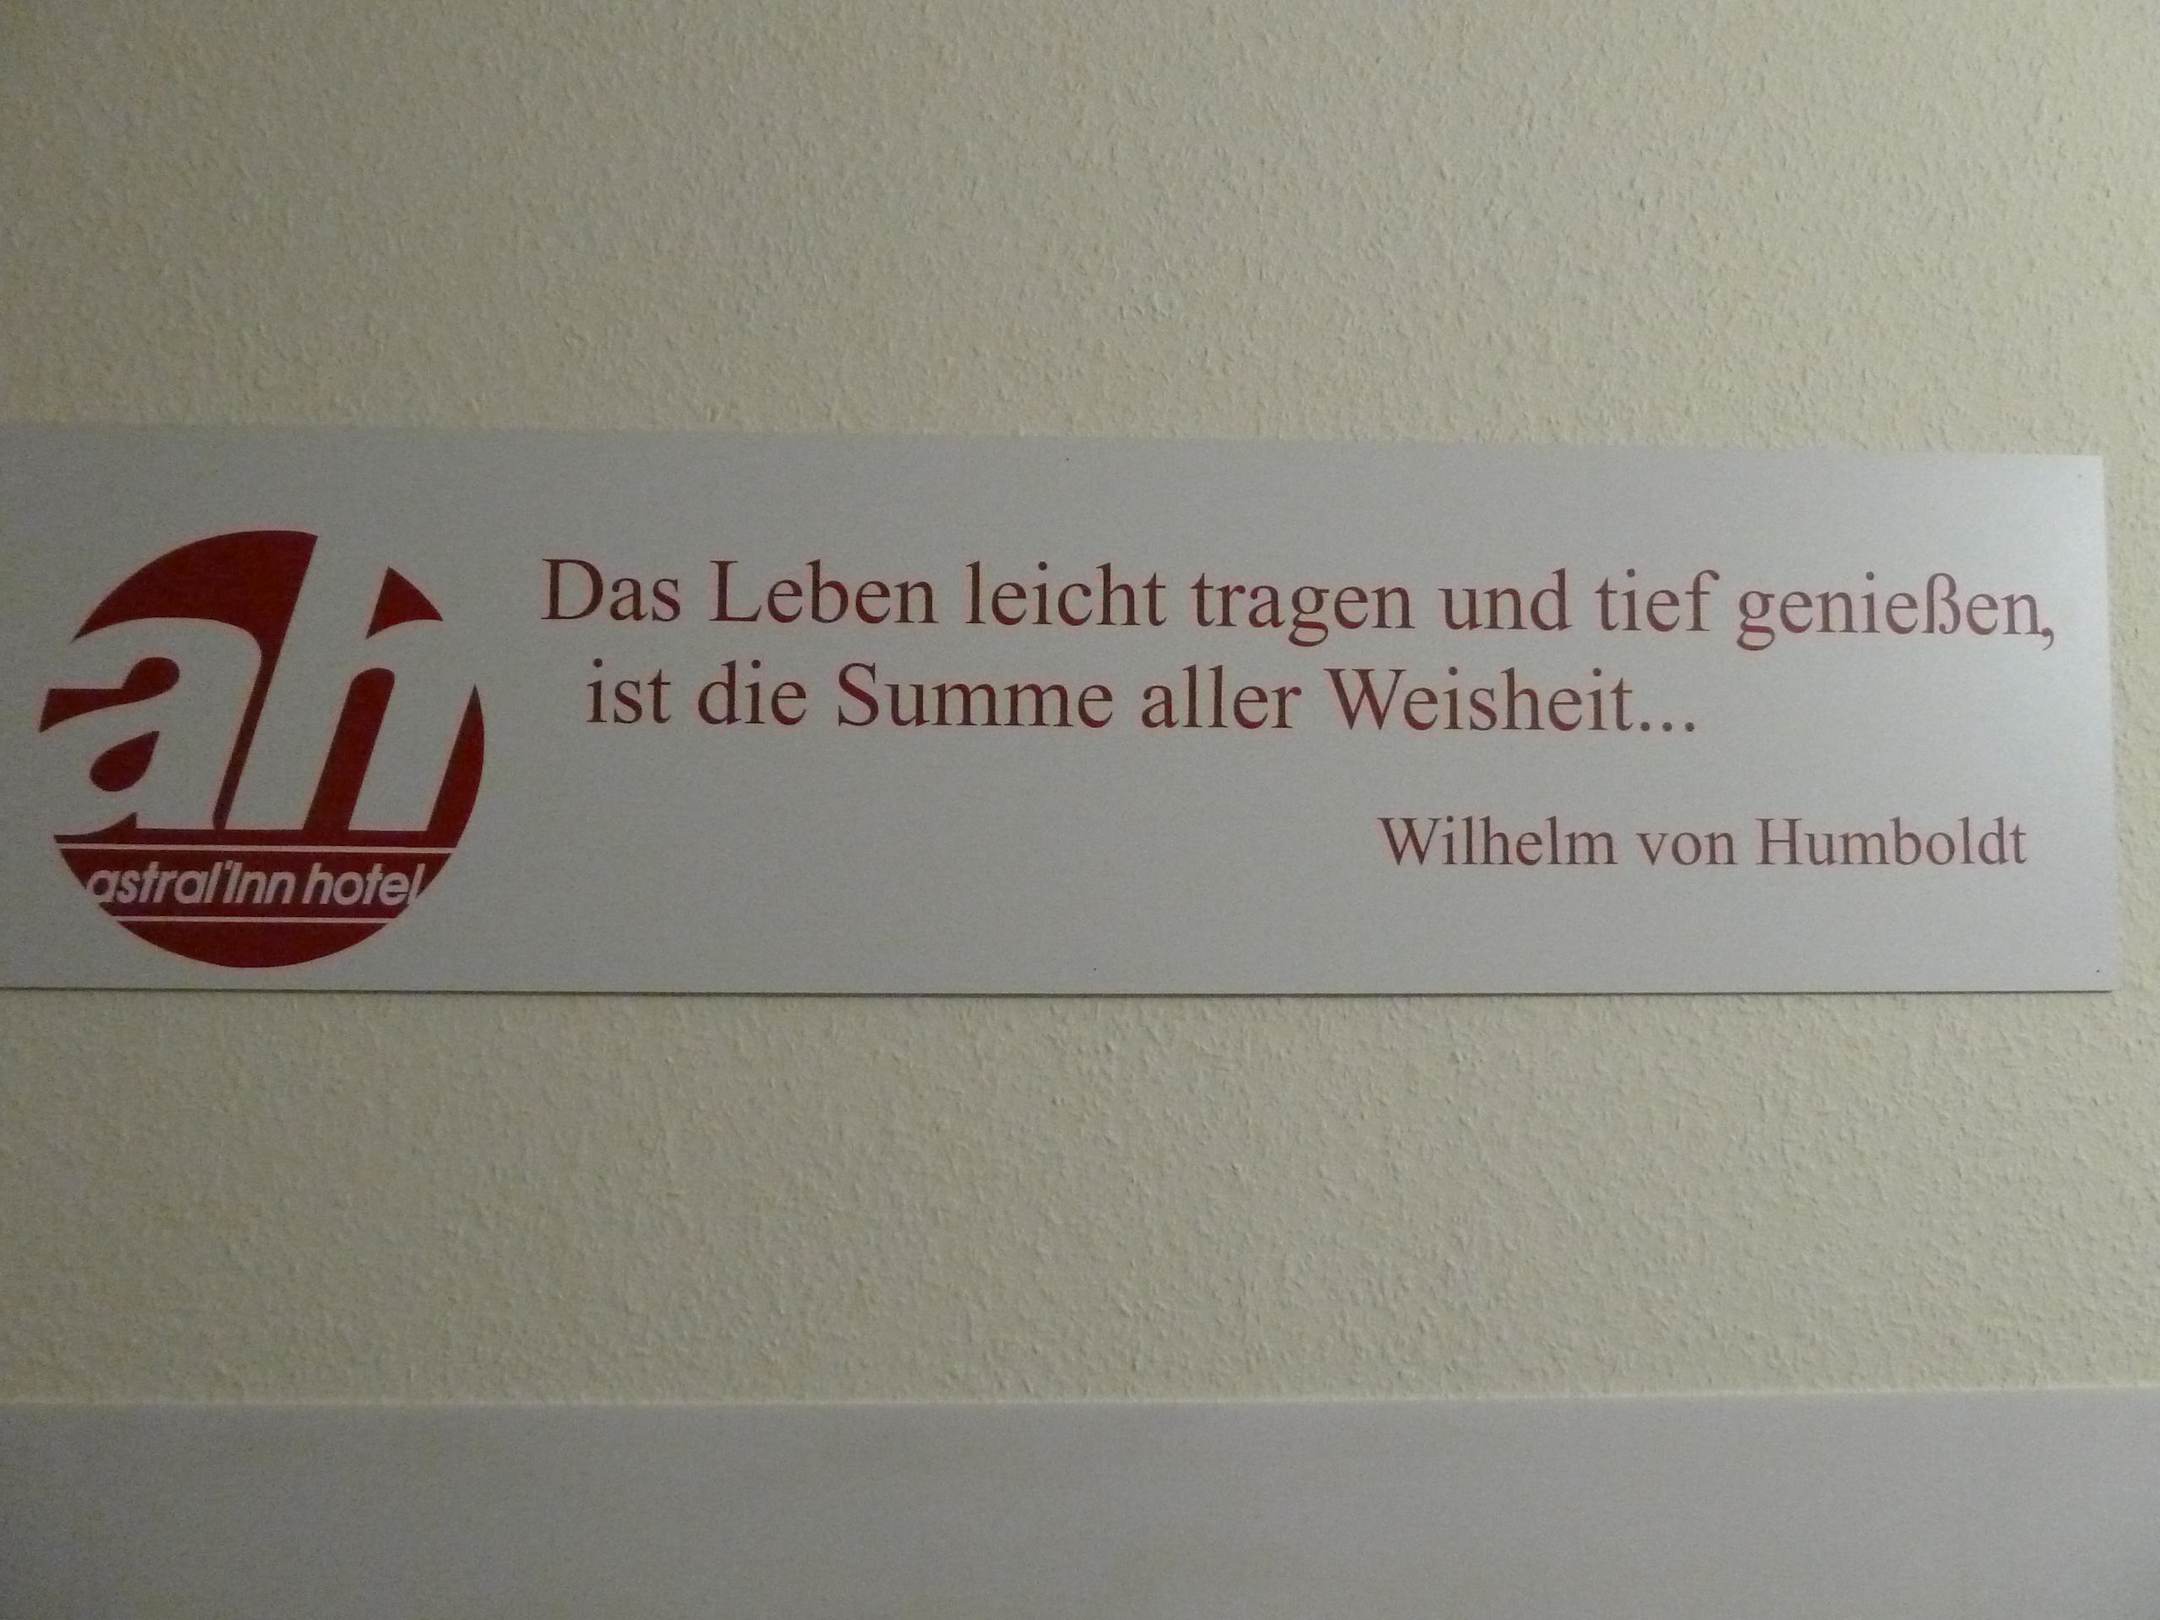 ah
astral'Inn hotel
Das Leben leicht tragen und tief genießen,
ist die Summe aller Weisheit...
Wilhelm von Humboldt